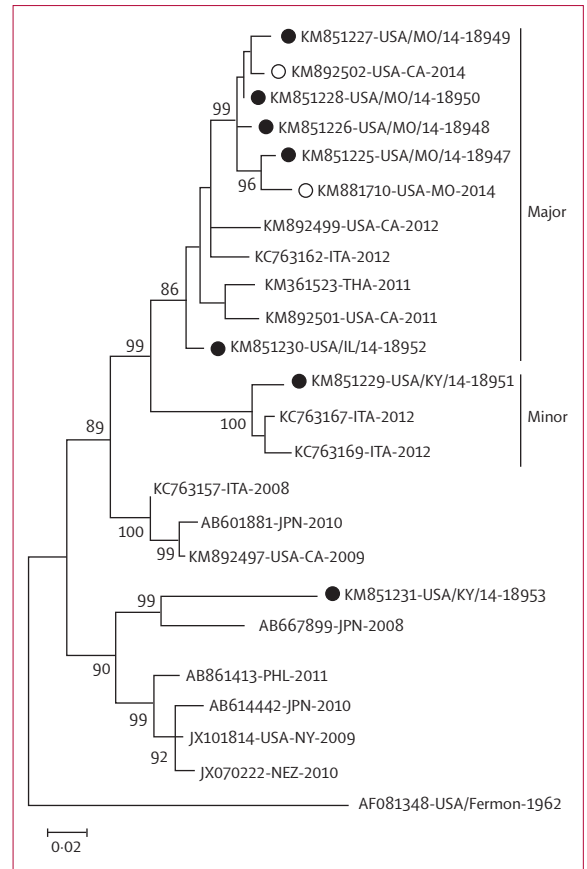 KM851227-USA/MO/14-18949
KM892502-USA-CA-2014
KM851228-USA/MO/14-18950
99
KM851226-USA/MO/14-18948
KM851225-USA/MO/14-18947
96
KM881710-USA-MO-2014
Major
KM892499-USA-CA-2012
KC763162-ITA-2012
KM361523-THA-2011
86
KM892501-USA-CA-2011
KM851230-USA/IL/14-18952
99
KM851229-USA/KY/14-18951
KC763167-ITA-2012
Minor
100
89
KC763169-ITA-2012
KC763157-ITA-2008
AB601881-JPN-2010
100
99
KM892497-USA-CA-2009
KM851231-USA/KY/14-18953
99
AB667899-JPN-2008
90
AB861413-PHL-2011
AB614442-JPN-2010
99
JX101814-USA-NY-2009
92
JX070222-NEZ-2010
AF081348-USA/Fermon-1962
0·02